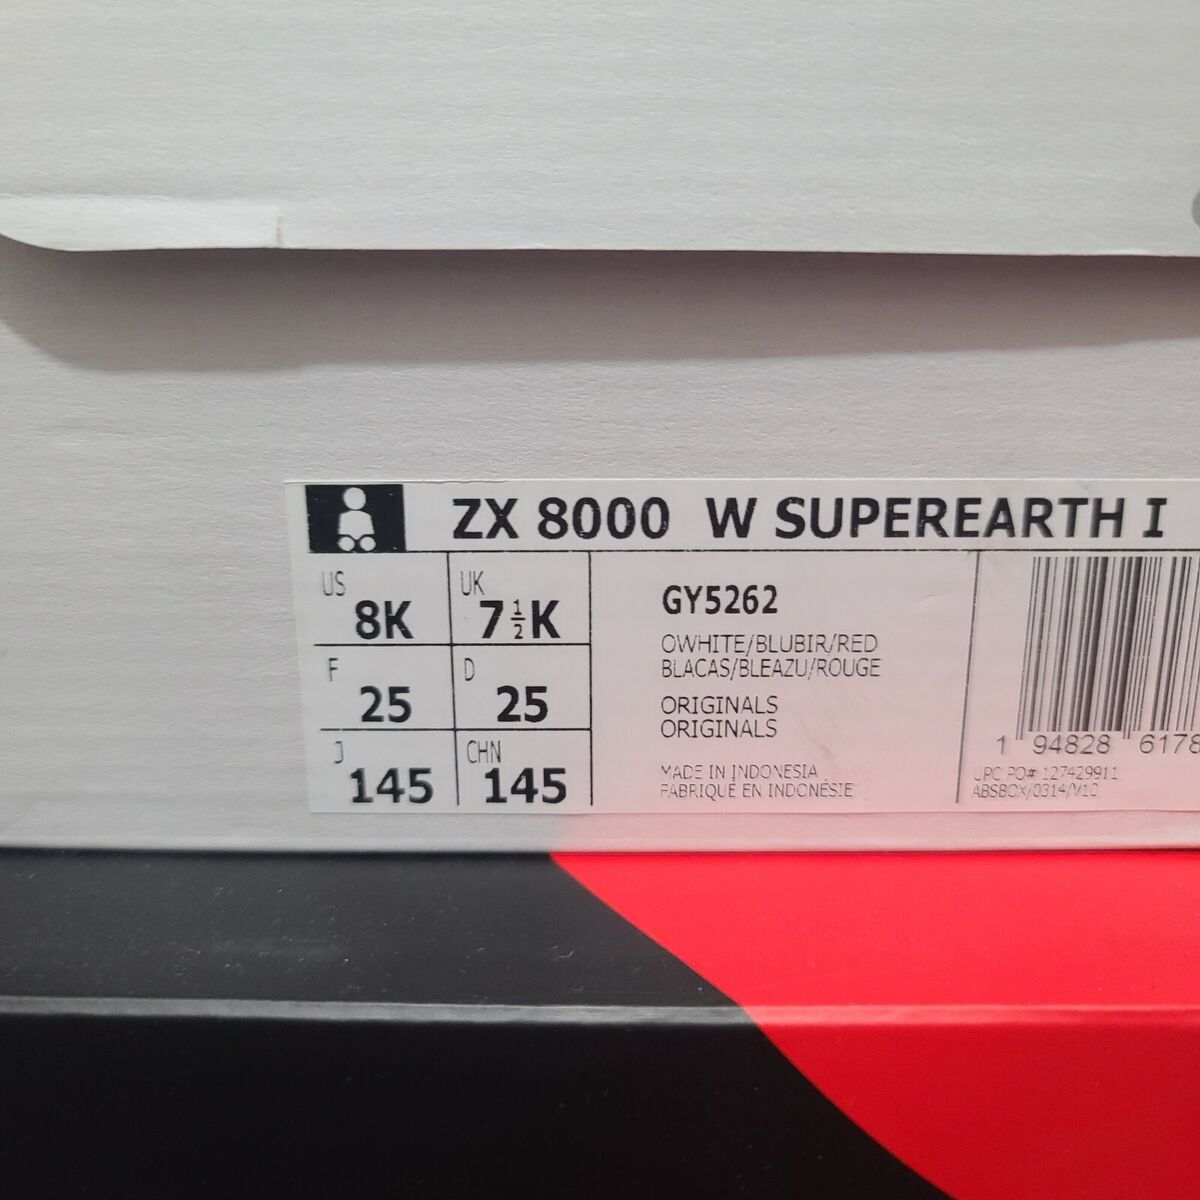 ZX 8000 W SUPEREARTH I
US 8K UK 7½K
F 25 D 25
J 145 CHN 145
GY5262
OWHITE/BLUBIR/RED
BLACAS/BLEAZU/ROUGE
ORIGINALS
ORIGINALS
MADE IN INDONESIA
FABRIQUÉ EN INDONÉSIE
1 94828 6178
UPC PO# 127429911
ABSBOX/0314/V10